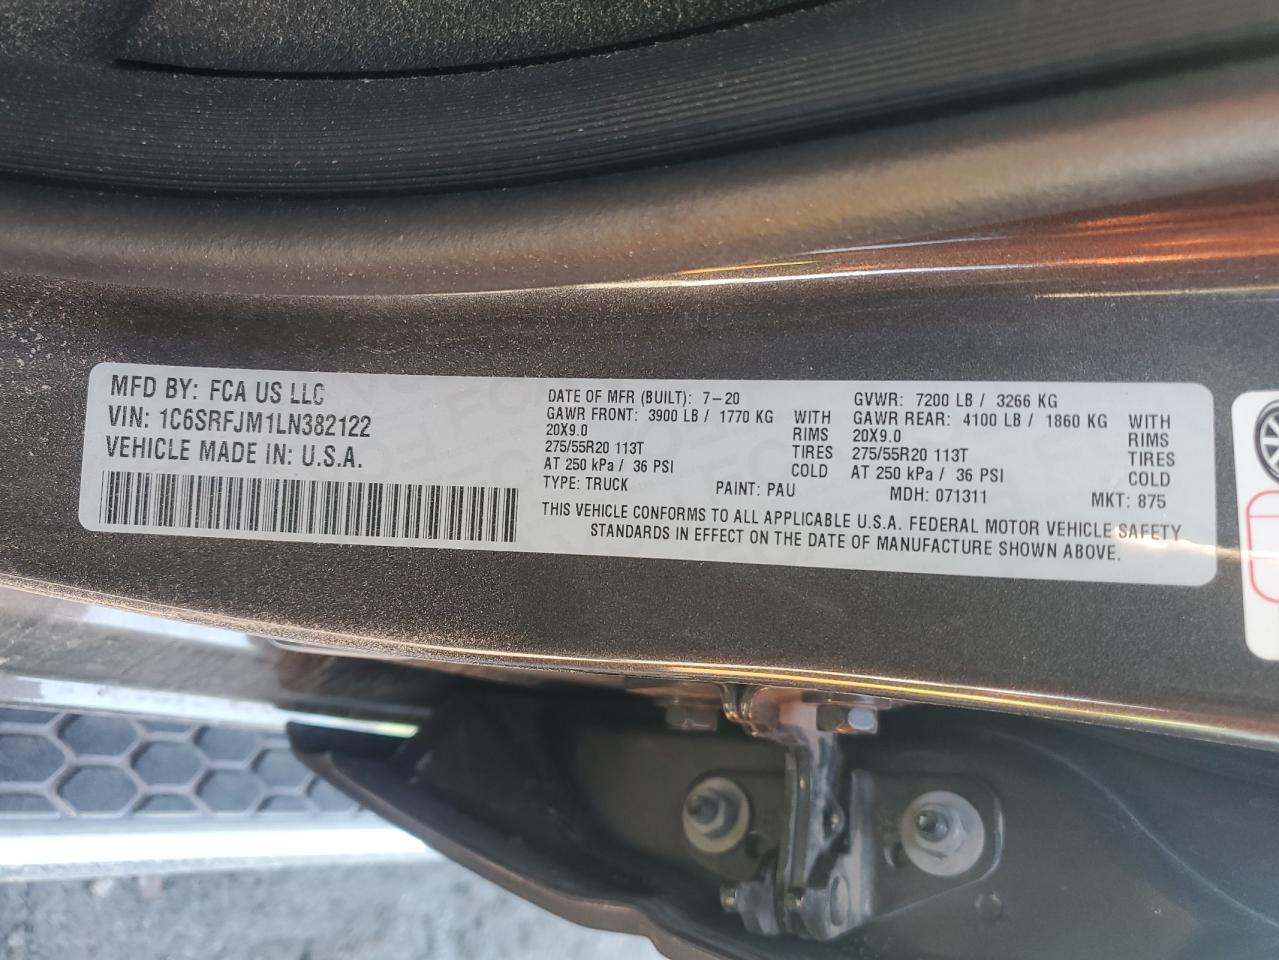 MFD BY: FCA US LLC
VIN: 1C6SRFJM1LN382122
VEHICLE MADE IN: U.S.A.
DATE OF MFR (BUILT): 7-20
GAWR FRONT: 3900 LB / 1770 KG WITH
20X9.0 RIMS
275/55R20 113T TIRES
AT 250 kPa / 36 PSI COLD
TYPE: TRUCK PAINT: PAU
GVWR: 7200 LB / 3266 KG
GAWR REAR: 4100 LB / 1860 KG WITH
20X9.0 RIMS
275/55R20 113T TIRES
AT 250 kPa / 36 PSI COLD
MDH: 071311 MKT: 875
THIS VEHICLE CONFORMS TO ALL APPLICABLE U.S.A. FEDERAL MOTOR VEHICLE SAFETY
STANDARDS IN EFFECT ON THE DATE OF MANUFACTURE SHOWN ABOVE.